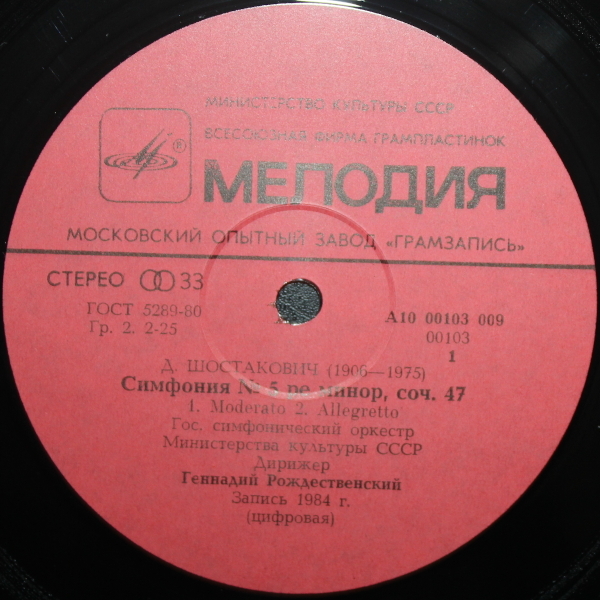 МИНИСТЕРСТВО КУЛЬТУРЫ СССР
ВСЕСОЮЗНАЯ ФИРМА ГРАМПЛАСТИНОК
®
МЕЛОДИЯ
МОСКОВСКИЙ ОПЫТНЫЙ ЗАВОД «ГРАМЗАПИСЬ»
СТЕРЕО 33
ГОСТ 5289-80
Гр. 2. 2-25
А10 00103 009
00103
1
Д. ШОСТАКОВИЧ (1906—1975)
Симфония № 5 ре минор, соч. 47
1. Moderato 2. Allegretto
Гос. симфонический оркестр
Министерства культуры СССР
Дирижер
Геннадий Рождественский
Запись 1984 г.
(цифровая)